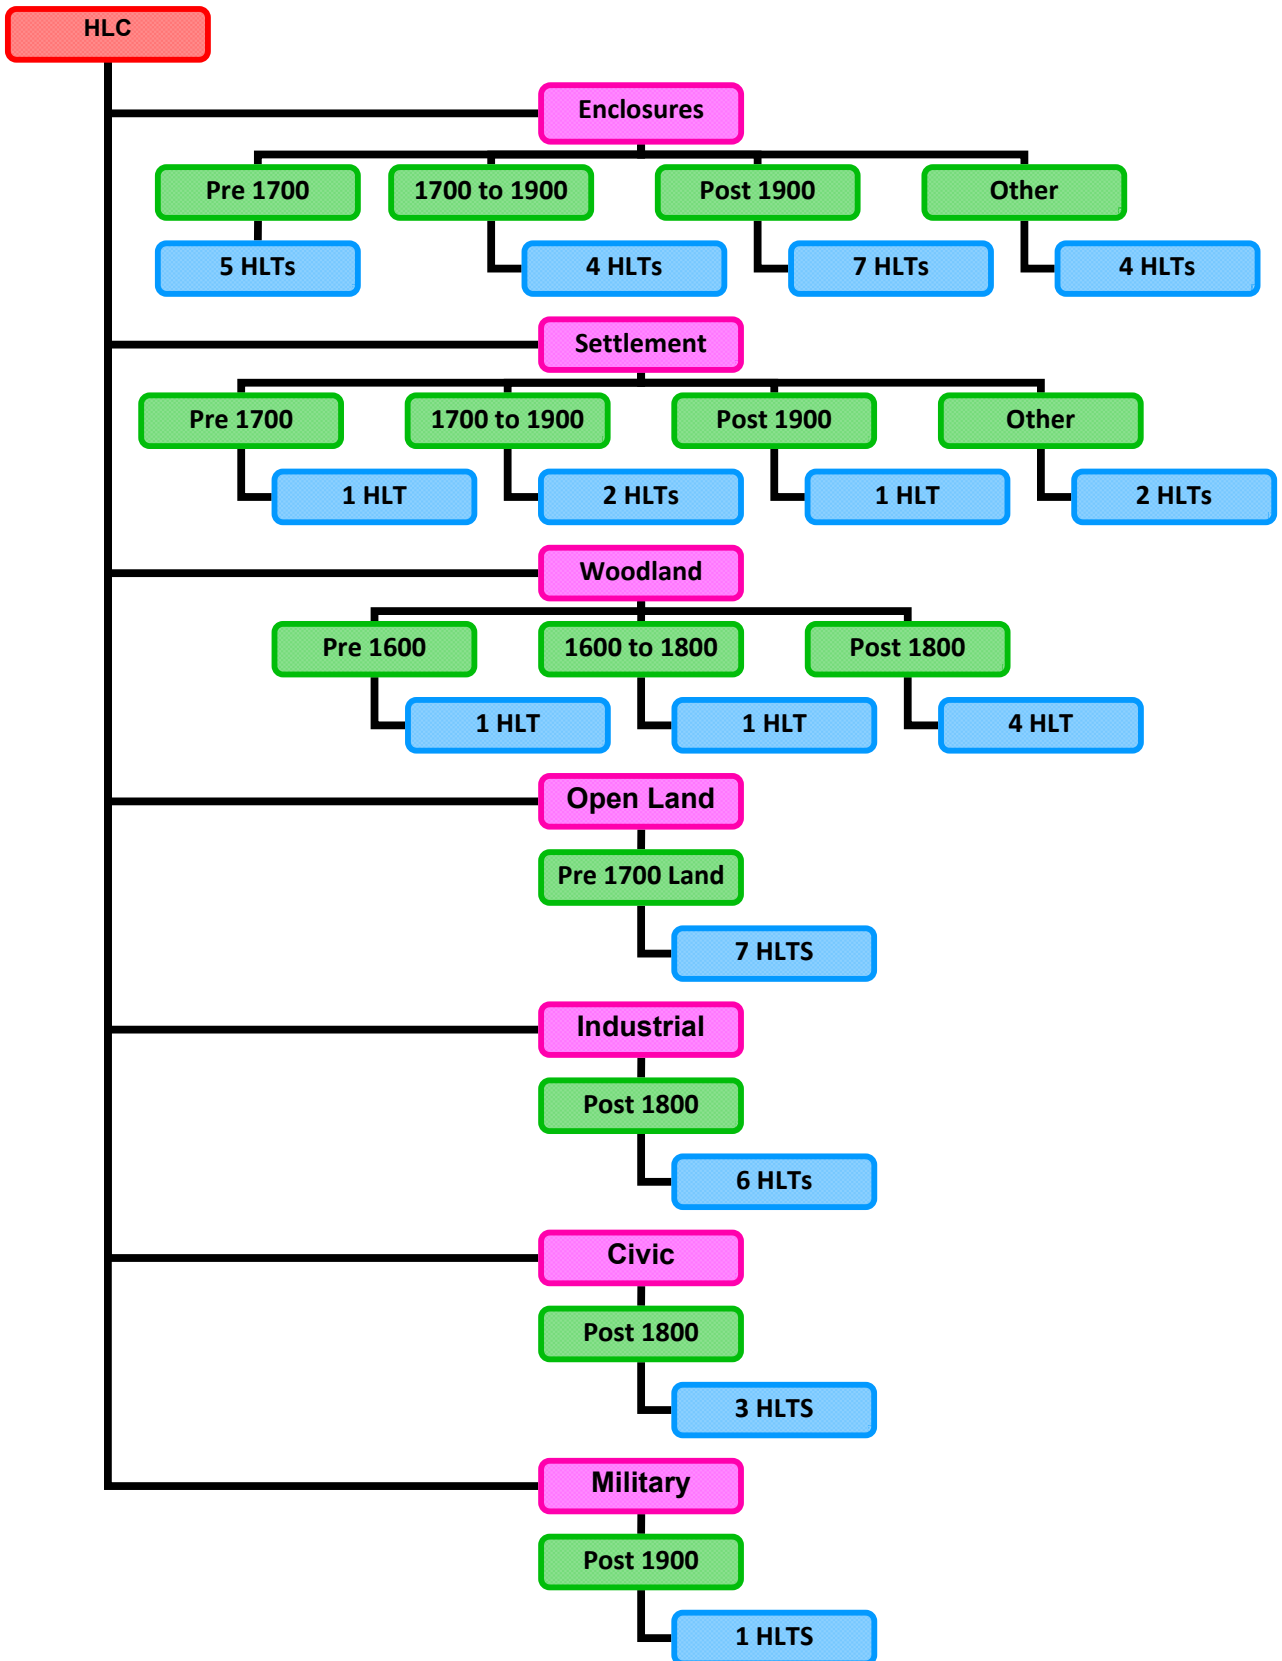 HLC
Enclosures
Pre 1700
1700 to 1900
Post 1900
Other
5 HLTs
4 HLTs
7 HLTs
4 HLTs
Settlement
Pre 1700
1700 to 1900
Post 1900
Other
1 HLT
2 HLTs
1 HLT
2 HLTs
Woodland
Pre 1600
1600 to 1800
Post 1800
1 HLT
1 HLT
4 HLT
Open Land
Pre 1700 Land
7 HLTS
Industrial
Post 1800
6 HLTs
Civic
Post 1800
3 HLTS
Military
Post 1900
1 HLTS